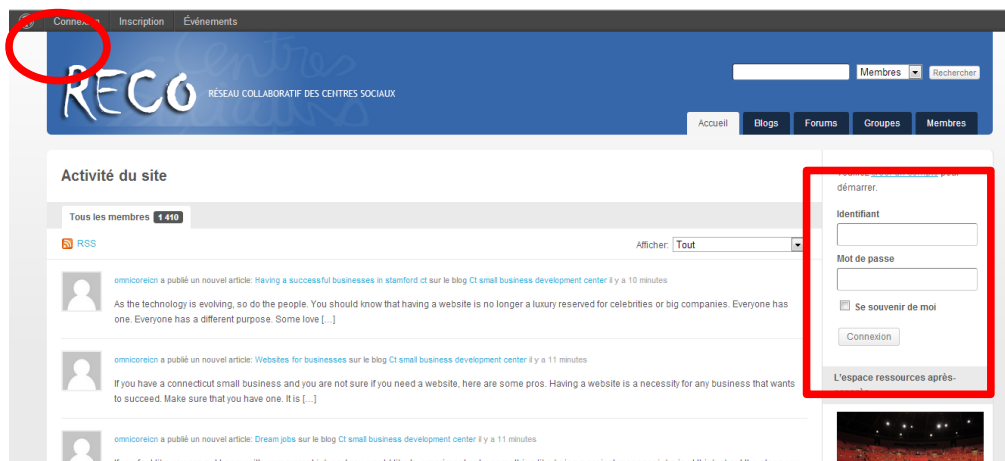 Connexion Inscription Événements
RECO RÉSEAU COLLABORATIF DES CENTRES SOCIAUX
Centres
sociaux
Membres Rechercher
Accueil Blogs Forums Groupes Membres
Activité du site
Tous les membres 1 410
RSS
Afficher: Tout
omnicoreicn a publié un nouvel article: Having a successful businesses in stamford ct sur le blog Ct small business development center il y a 10 minutes
As the technology is evolving, so do the people. You should know that having a website is no longer a luxury reserved for celebrities or big companies. Everyone has
one. Everyone has a different purpose. Some love […]
omnicoreicn a publié un nouvel article: Websites for businesses sur le blog Ct small business development center il y a 11 minutes
If you have a connecticut small business and you are not sure if you need a website, here are some pros. Having a website is a necessity for any business that wants
to succeed. Make sure that you have one. It is […]
omnicoreicn a publié un nouvel article: Dream jobs sur le blog Ct small business development center il y a 11 minutes
démarrer.
Identifiant
Mot de passe
Se souvenir de moi
Connexion
L'espace ressources après-